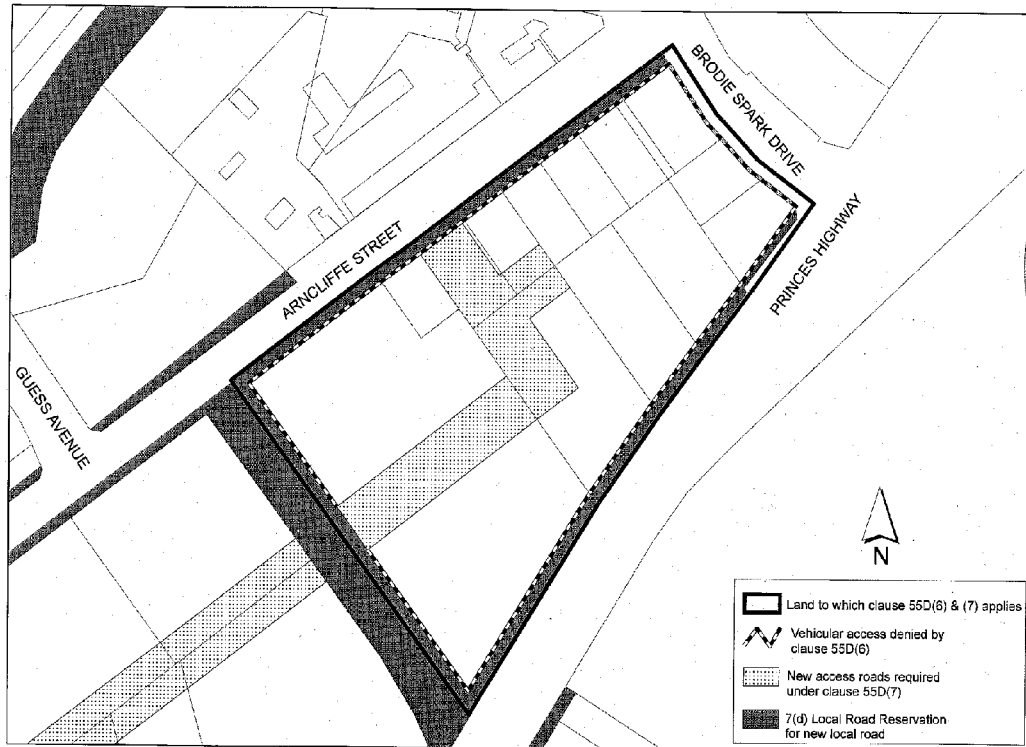 BRODIE SPARK DRIVE
PRINCES HIGHWAY
ARNCLIFFE STREET
GUESS AVENUE
N
Land to which clause 55D(6) & (7) applies
Vehicular access denied by
clause 55D(6)
New access roads required
under clause 55D(7)
7(d) Local Road Reservation
for new local road